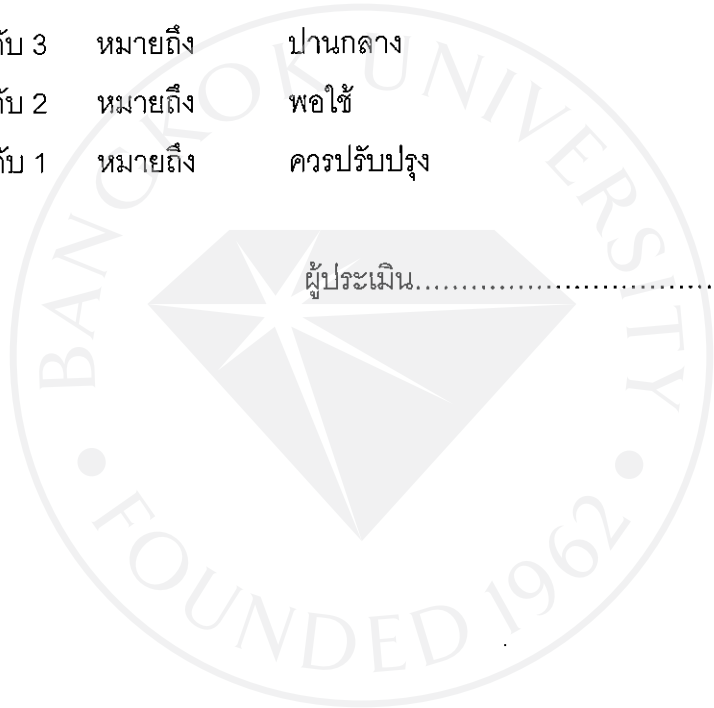 3 หมายถึง ปานกลาง
2 หมายถึง พอใช้
1 หมายถึง ควรปรับปรุง
ผู้ประเมิน................................
BANGKOK UNIVERSITY
FOUNDED 1962